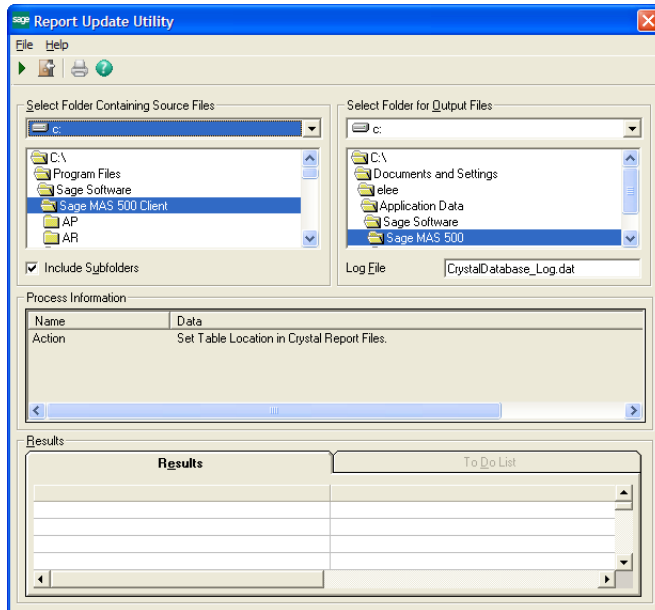 sage Report Update Utility
File Help
Select Folder Containing Source Files
c:
C:\
Program Files
Sage Software
Sage MAS 500 Client
AP
AR
Include Subfolders
Select Folder for Output Files
c:
C:\
Documents and Settings
elee
Application Data
Sage Software
Sage MAS 500
Log File CrystalDatabase_Log.dat
Process Information
Name Data
Action Set Table Location in Crystal Report Files.
Results
Results To Do List